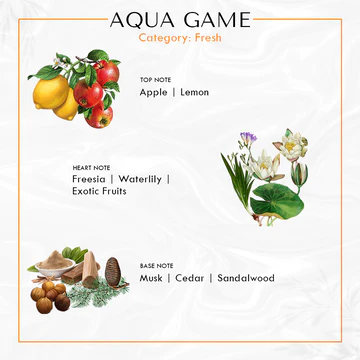 AQUA GAME
Category: Fresh
TOP NOTE
Apple | Lemon
HEART NOTE
Freesia | Waterlily |
Exotic Fruits
BASE NOTE
Musk | Cedar | Sandalwood